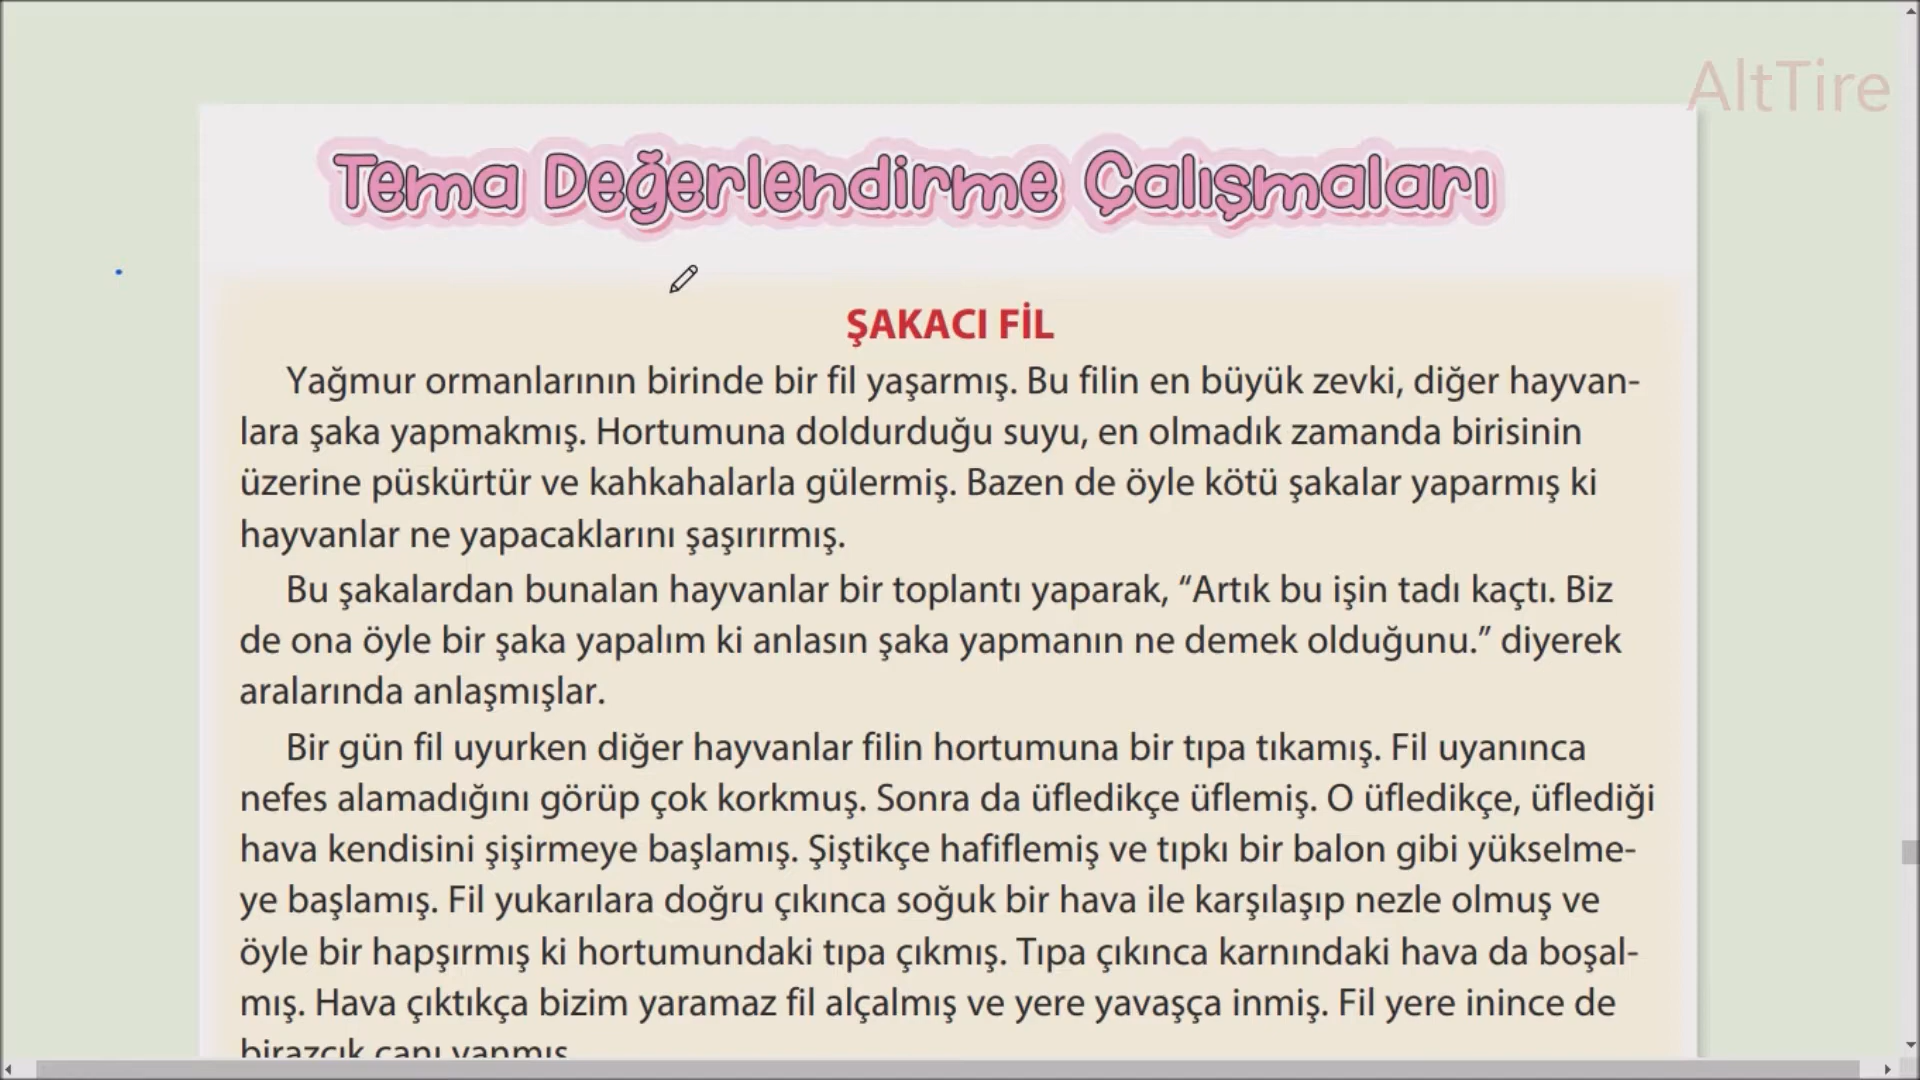 AltTire
Tema Değerlendirme Çalışmaları
ŞAKACI FİL
Yağmur ormanlarının birinde bir fil yaşarmış. Bu filin en büyük zevki, diğer hayvan-
lara şaka yapmakmış. Hortumuna doldurduğu suyu, en olmadık zamanda birisinin
üzerine püskürtür ve kahkahalarla gülermiş. Bazen de öyle kötü şakalar yaparmış ki
hayvanlar ne yapacaklarını şaşırırmış.
Bu şakalardan bunalan hayvanlar bir toplantı yaparak, “Artık bu işin tadı kaçtı. Biz
de ona öyle bir şaka yapalım ki anlasın şaka yapmanın ne demek olduğunu.” diyerek
aralarında anlaşmışlar.
Bir gün fil uyurken diğer hayvanlar filin hortumuna bir tıpa tıkamış. Fil uyanınca
nefes alamadığını görüp çok korkmuş. Sonra da üfledikçe üflemiş. O üfledikçe, üflediği
hava kendisini şişirmeye başlamış. Şiştikçe hafiflemiş ve tıpkı bir balon gibi yükselme-
ye başlamış. Fil yukarılara doğru çıkınca soğuk bir hava ile karşılaşıp nezle olmuş ve
öyle bir hapşırmış ki hortumundaki tıpa çıkmış. Tıpa çıkınca karnındaki hava da boşal-
mış. Hava çıktıkça bizim yaramaz fil alçalmış ve yere yavaşça inmiş. Fil yere inince de
birazcık canı yanmış.